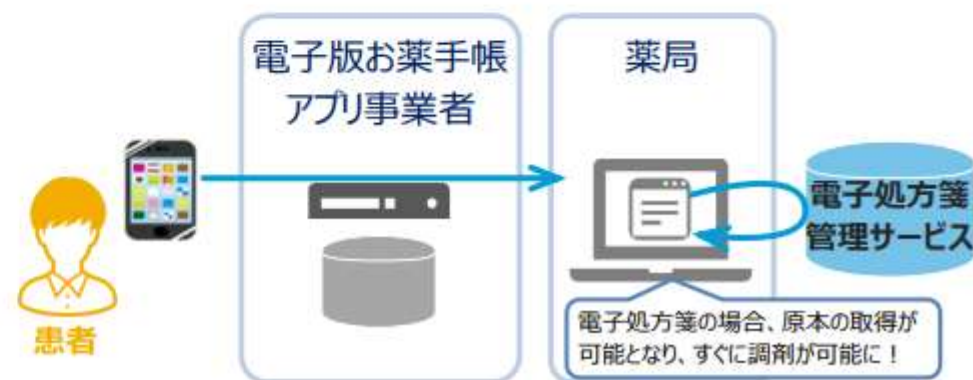 電子版お薬手帳
アプリ事業者
薬局
患者
電子処方箋
管理サービス
電子処方箋の場合、原本の取得が
可能となり、すぐに調剤が可能に！